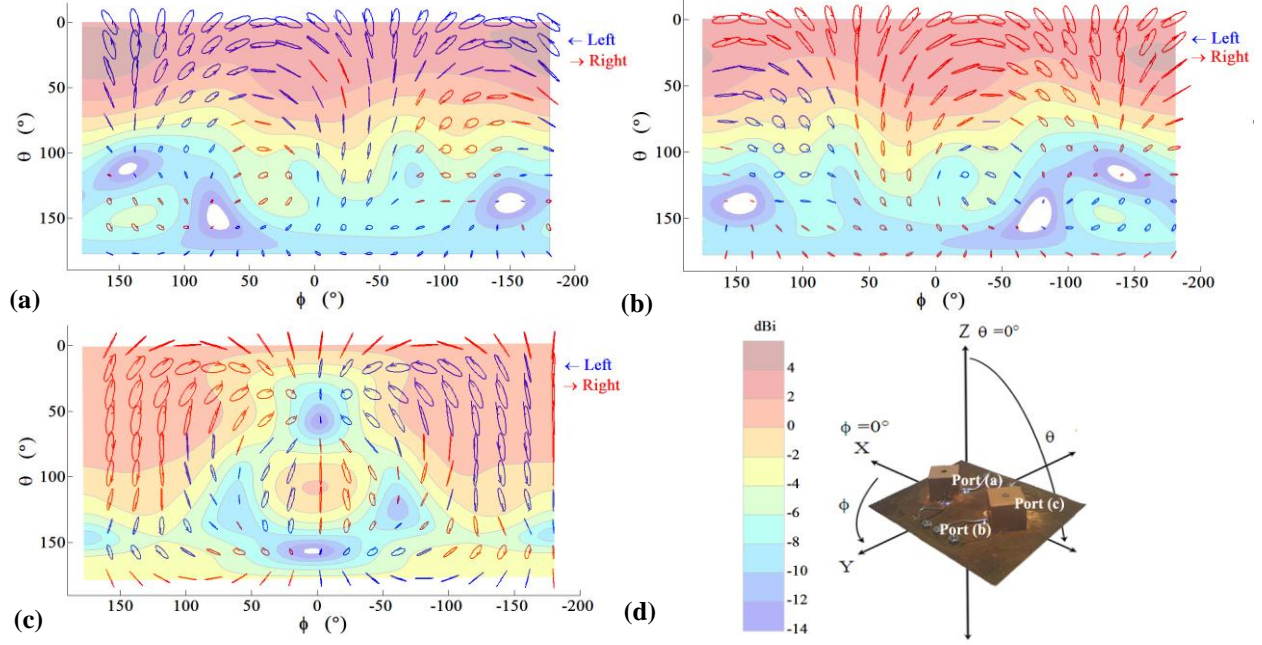 0
50
100
150
θ (°)
← Left
→ Right
150 100 50 0 -50 -100 -150 -200
ϕ (°)
(a)
0
50
100
150
θ (°)
← Left
→ Right
150 100 50 0 -50 -100 -150 -200
ϕ (°)
(b)
0
50
100
150
θ (°)
← Left
→ Right
150 100 50 0 -50 -100 -150 -200
ϕ (°)
(c)
dBi
4
2
0
-2
-4
-6
-8
-10
-12
-14
Z θ =0°
ϕ =0°
X
θ
ϕ
Y
Port (a)
Port (c)
Port (b)
(d)